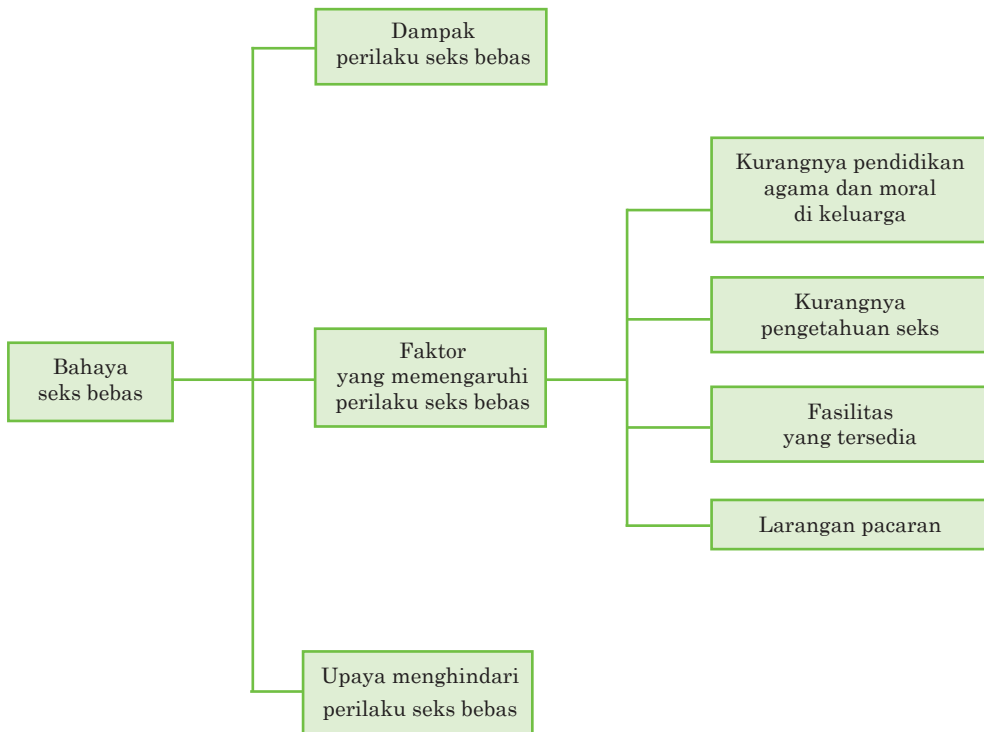 Dampak
perilaku seks bebas
Kurangnya pendidikan
agama dan moral
di keluarga
Kurangnya
pengetahuan seks
Bahaya
seks bebas
Faktor
yang memengaruhi
perilaku seks bebas
Fasilitas
yang tersedia
Larangan pacaran
Upaya menghindari
perilaku seks bebas